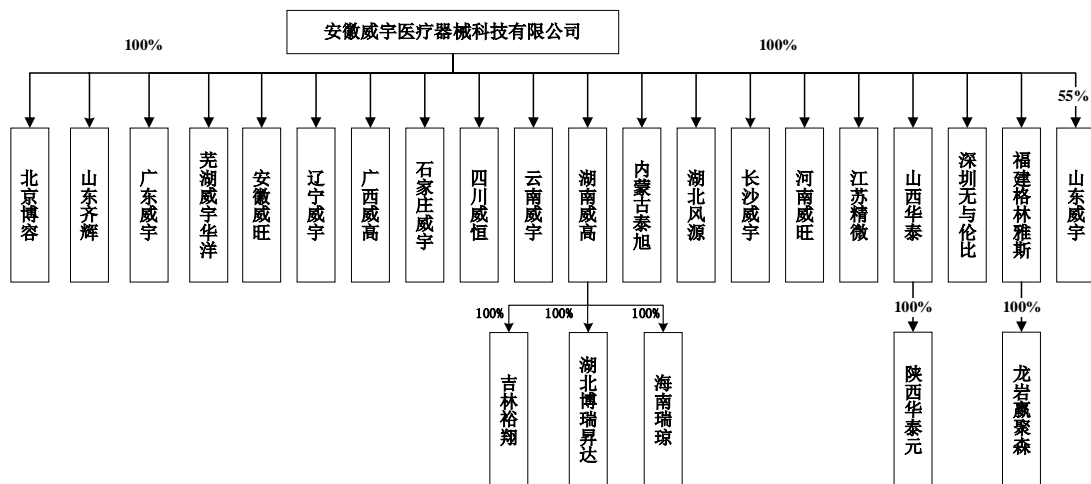 安徽威宇医疗器械科技有限公司
100%
100%
55%
北京博容
山东齐辉
广东威宇
芜湖威宇华洋
安徽威旺
辽宁威宇
广西威高
石家庄威宇
四川威恒
云南威宇
湖南威高
内蒙古泰旭
湖北风源
长沙威宇
河南威旺
江苏精微
山西华泰
深圳无与伦比
福建格林雅斯
山东威宇
100%
100%
100%
100%
100%
吉林裕翔
湖北博瑞昇达
海南瑞琼
陕西华泰元
龙岩赢聚森